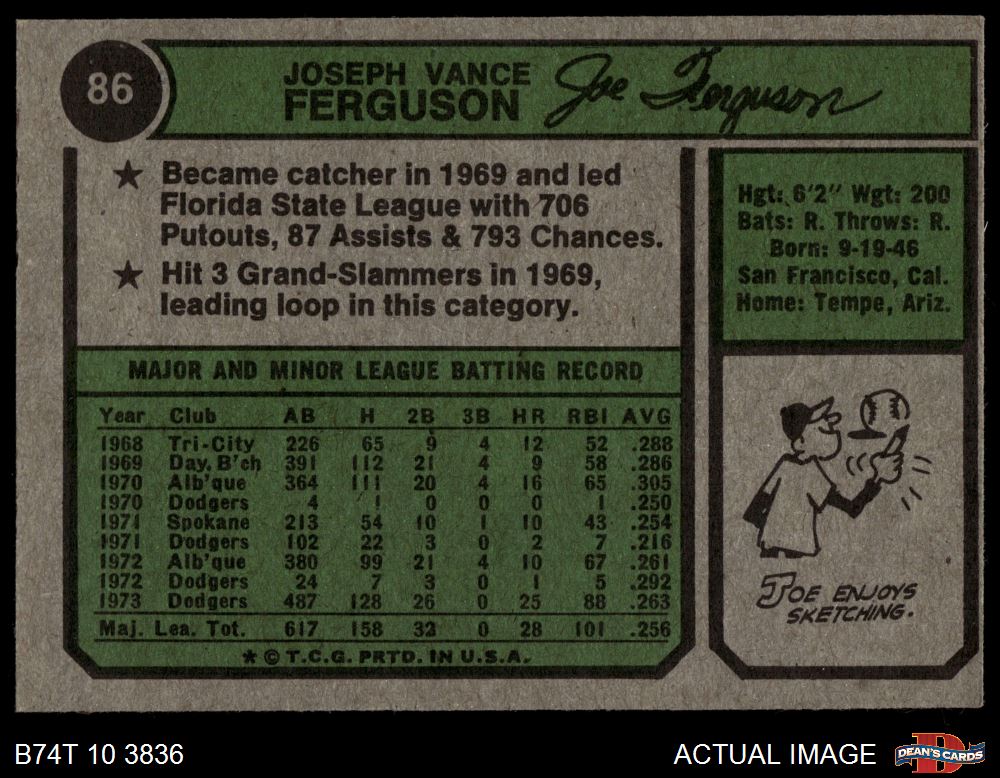 86
JOSEPH VANCE
FERGUSON
Joe Ferguson
★ Became catcher in 1969 and led
Florida State League with 706
Putouts, 87 Assists & 793 Chances.
★ Hit 3 Grand-Slammers in 1969,
leading loop in this category.
Hgt: 6'2" Wgt: 200
Bats: R. Throws: R.
Born: 9-19-46
San Francisco, Cal.
Home: Tempe, Ariz.
MAJOR AND MINOR LEAGUE BATTING RECORD
Year Club AB H 2B 3B HR RBI AVG
1968 Tri-City 226 65 9 4 12 52 .288
1969 Day. B'ch 391 112 21 4 9 58 .286
1970 Alb'que 364 111 20 4 16 65 .305
1970 Dodgers 4 1 0 0 0 1 .250
1971 Spokane 213 54 10 1 10 43 .254
1971 Dodgers 102 22 3 0 2 7 .216
1972 Alb'que 380 99 21 4 10 67 .261
1972 Dodgers 24 7 3 0 1 5 .292
1973 Dodgers 487 128 26 0 25 88 .263
Maj. Lea. Tot. 617 158 32 0 28 101 .256
★ © T.C.G. PRTD. IN U.S.A.
JOE ENJOYS
SKETCHING.
B74T 10 3836
ACTUAL IMAGE
D
DEAN'S CARDS